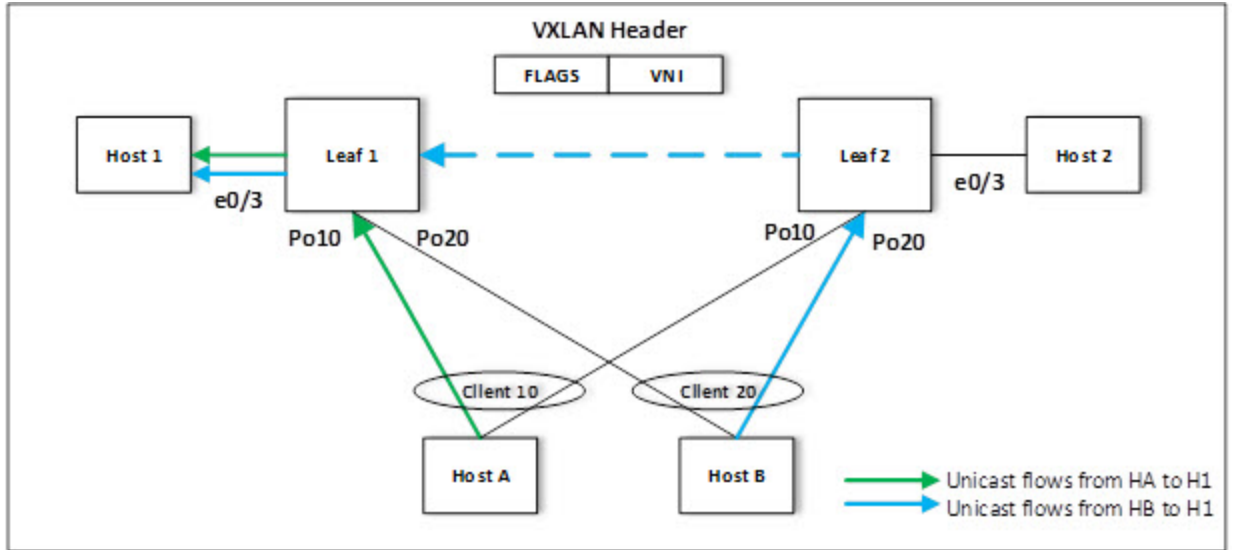 VXLAN Header
FLAGS VNI
Host 1
Leaf 1
Leaf 2
Host 2
e0/3
e0/3
Po10
Po20
Po10
Po20
Client 10
Client 20
Host A
Host B
Unicast flows from HA to H1
Unicast flows from HB to H1